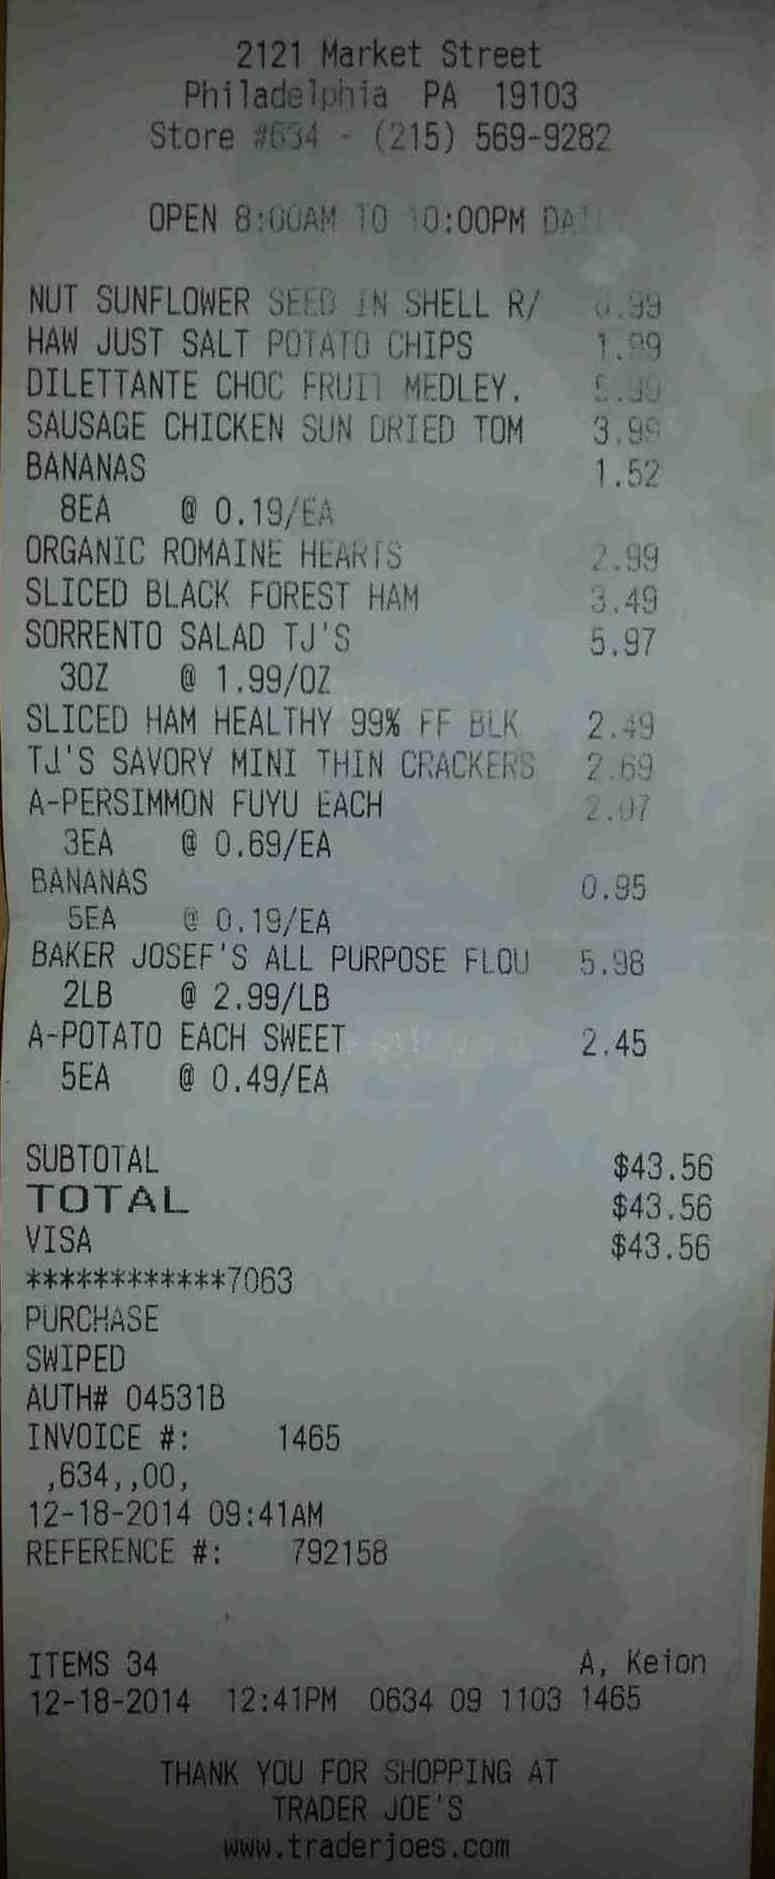 2121 Market Street
Philadelphia PA 19103
Store #634 - (215) 569-9282
OPEN 8:00AM TO 10:00PM
NUT SUNFLOWER SEED IN SHELL R/ 0.99
HAW JUST SALT POTATO CHIPS 1.99
DILETTANTE CHOC FRUIT MEDLEY. 5.99
SAUSAGE CHICKEN SUN DRIED TOM 3.99
BANANAS 1.52
8EA @ 0.19/EA
ORGANIC ROMAINE HEARTS 2.99
SLICED BLACK FOREST HAM 3.49
SORRENTO SALAD TJ'S 5.97
3OZ @ 1.99/OZ
SLICED HAM HEALTHY 99% FF BLK 2.49
TJ'S SAVORY MINI THIN CRACKERS 2.69
A-PERSIMMON FUYU EACH 2.07
3EA @ 0.69/EA
BANANAS 0.95
5EA @ 0.19/EA
BAKER JOSEF'S ALL PURPOSE FLOU 5.98
2LB @ 2.99/LB
A-POTATO EACH SWEET 2.45
5EA @ 0.49/EA
SUBTOTAL $43.56
TOTAL $43.56
VISA $43.56
************7063
PURCHASE
SWIPED
AUTH# 04531B
INVOICE #: 1465
,634,,00,
12-18-2014 09:41AM
REFERENCE #: 792158
ITEMS 34 A, Keion
12-18-2014 12:41PM 0634 09 1103 1465
THANK YOU FOR SHOPPING AT
TRADER JOE'S
www.traderjoes.com